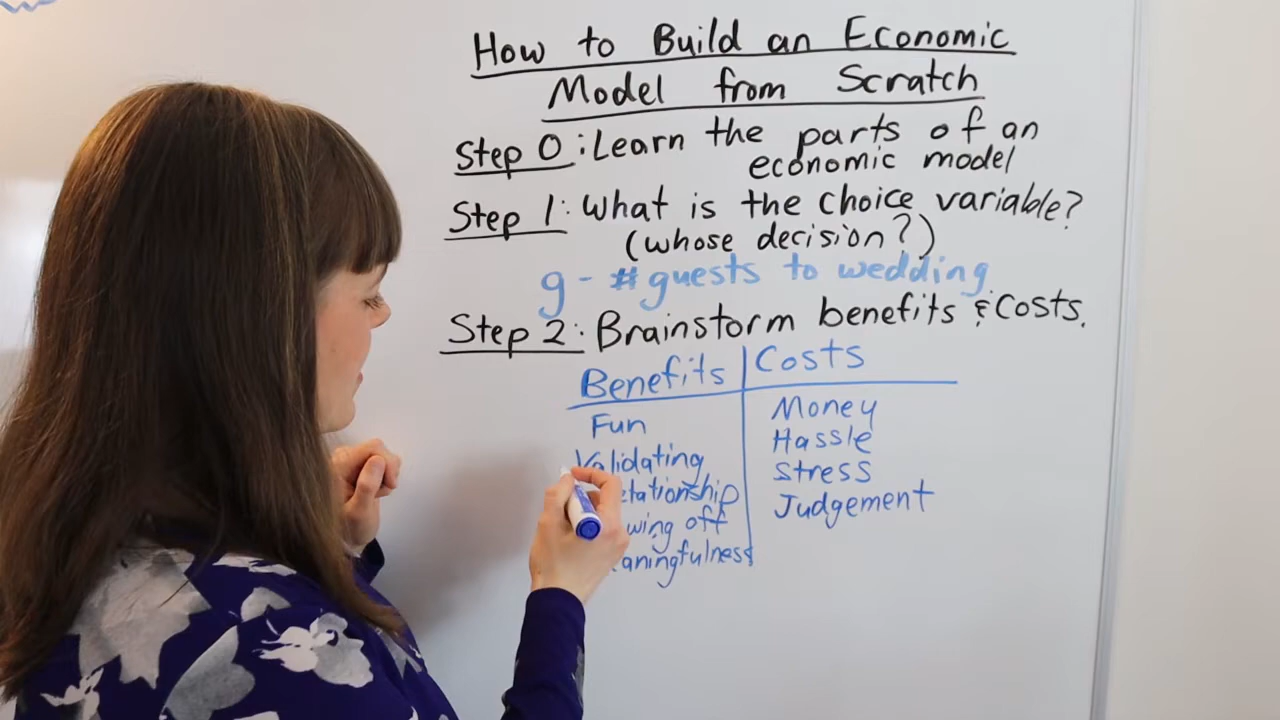 How to Build an Economic
Model from Scratch
Step 0: Learn the parts of an
economic model
Step 1: What is the choice variable?
(whose decision?)
g - # guests to wedding
Step 2: Brainstorm benefits & costs.
Benefits | Costs
Fun
Validating
off
Money
Hassle
Stress
Judgement